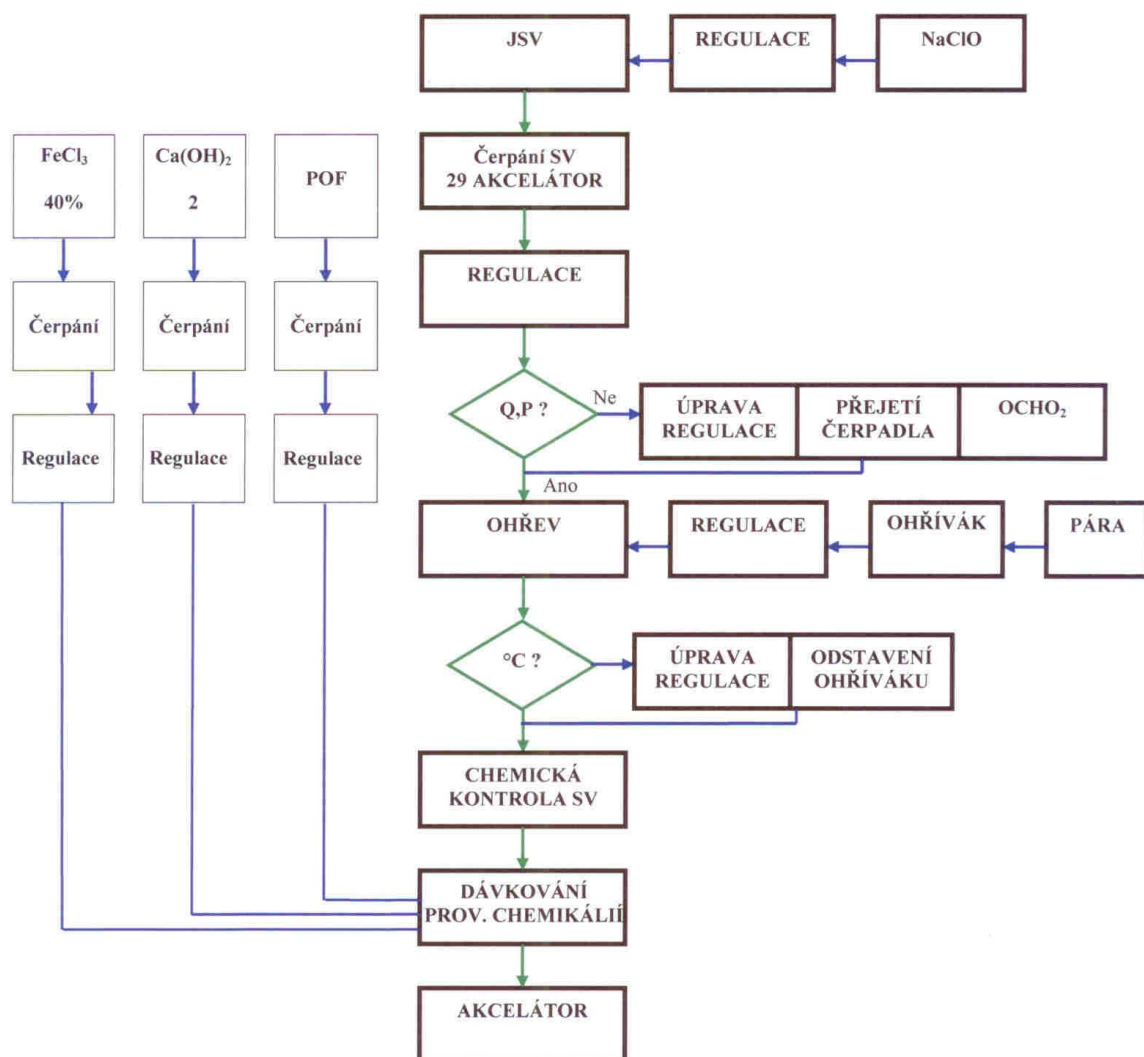 JSV
REGULACE
NaClO
FeCl₃
40%
Ca(OH)₂
2
POF
Čerpání SV
29 AKCELÁTOR
REGULACE
Čerpání
Čerpání
Čerpání
Q,P ?
Ne
ÚPRAVA
REGULACE
PŘEJETÍ
ČERPADLA
OCHO₂
Regulace
Regulace
Regulace
Ano
OHŘEV
REGULACE
OHŘÍVÁK
PÁRA
°C ?
ÚPRAVA
REGULACE
ODSTAVENÍ
OHŘÍVÁKU
CHEMICKÁ
KONTROLA SV
DÁVKOVÁNÍ
PROV. CHEMIKÁLIÍ
AKCELÁTOR